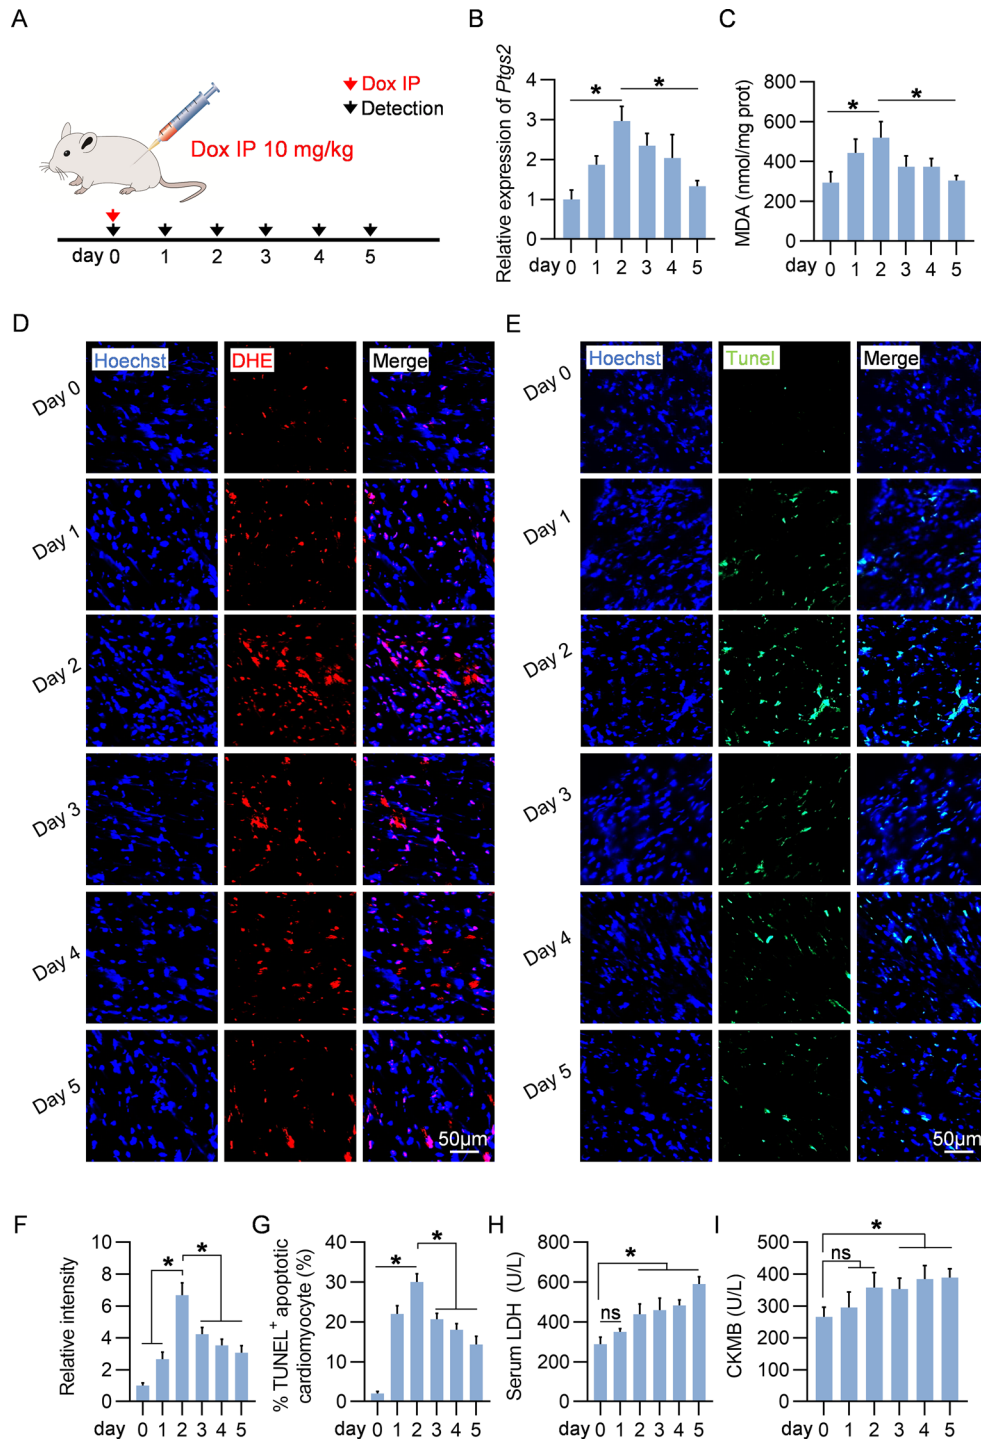 A
Dox IP
Detection
Dox IP 10 mg/kg
day 0 1 2 3 4 5
B
Relative expression of Ptgs2
4
3
2
1
0
day 0 1 2 3 4 5
*
*
C
MDA (nmol/mg prot)
800
600
400
200
0
day 0 1 2 3 4 5
*
*
D
Hoechst DHE Merge
Day 0
Day 1
Day 2
Day 3
Day 4
Day 5
50μm
E
Hoechst Tunel Merge
Day 0
Day 1
Day 2
Day 3
Day 4
Day 5
50μm
F
Relative intensity
10
8
6
4
2
0
day 0 1 2 3 4 5
*
*
G
% TUNEL+ apoptotic
cardiomyocyte (%)
40
30
20
10
0
day 0 1 2 3 4 5
*
*
H
Serum LDH (U/L)
800
600
400
200
0
day 0 1 2 3 4 5
*
ns
I
CKMB (U/L)
500
400
300
200
100
0
day 0 1 2 3 4 5
*
ns